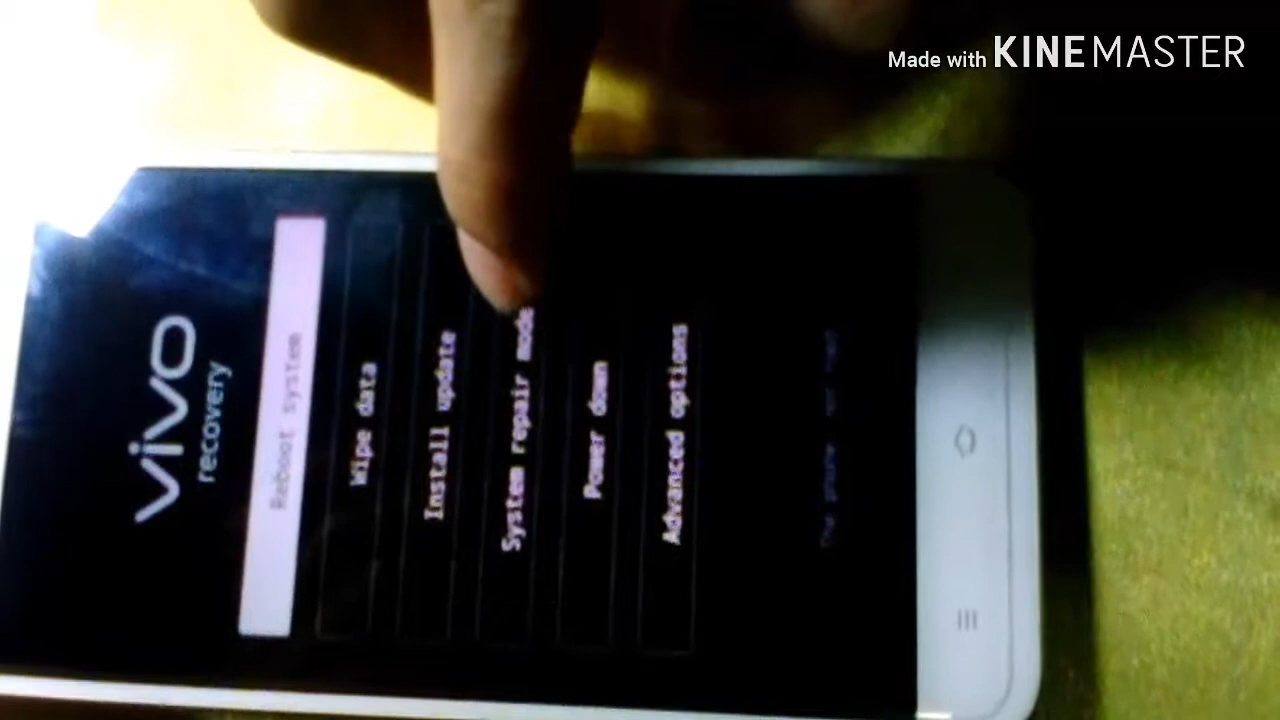 Made with KINEMASTER
vivo
recovery
Reboot system
Wipe data
Install update
System repair mode
Power down
Advanced options